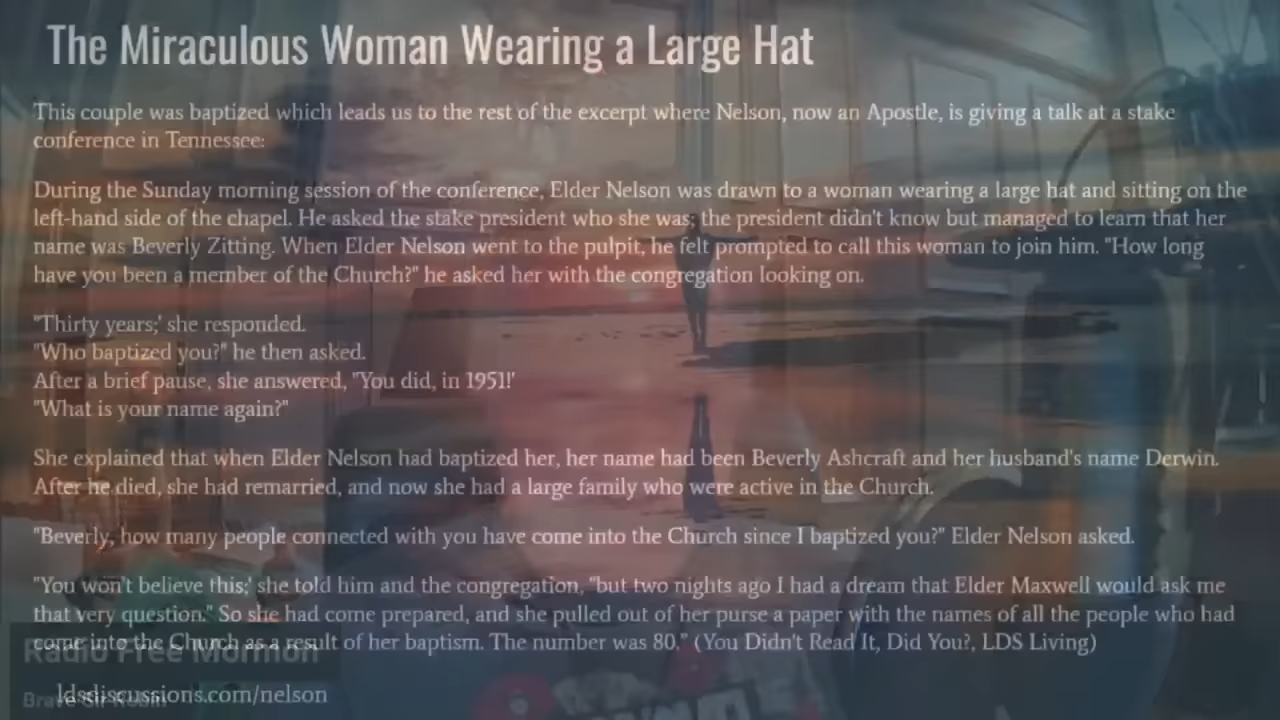 The Miraculous Woman Wearing a Large Hat
This couple was baptized which leads us to the rest of the excerpt where Nelson, now an Apostle, is giving a talk at a stake
conference in Tennessee:
During the Sunday morning session of the conference, Elder Nelson was drawn to a woman wearing a large hat and sitting on the
left-hand side of the chapel. He asked the stake president who she was; the president didn't know but managed to learn that her
name was Beverly Zitting. When Elder Nelson went to the pulpit, he felt prompted to call this woman to join him. "How long
have you been a member of the Church?" he asked her with the congregation looking on.
"Thirty years;' she responded.
"Who baptized you?" he then asked.
After a brief pause, she answered, "You did, in 1951!'
"What is your name again?"
She explained that when Elder Nelson had baptized her, her name had been Beverly Ashcraft and her husband's name Derwin.
After he died, she had remarried, and now she had a large family who were active in the Church.
"Beverly, how many people connected with you have come into the Church since I baptized you?" Elder Nelson asked.
"You won't believe this;' she told him and the congregation, "but two nights ago I had a dream that Elder Maxwell would ask me
that very question." So she had come prepared, and she pulled out of her purse a paper with the names of all the people who had
come into the Church as a result of her baptism. The number was 80." (You Didn't Read It, Did You?, LDS Living)
Radio Free Mormon
ldsdiscussions.com/nelson
Brave Sir Robin